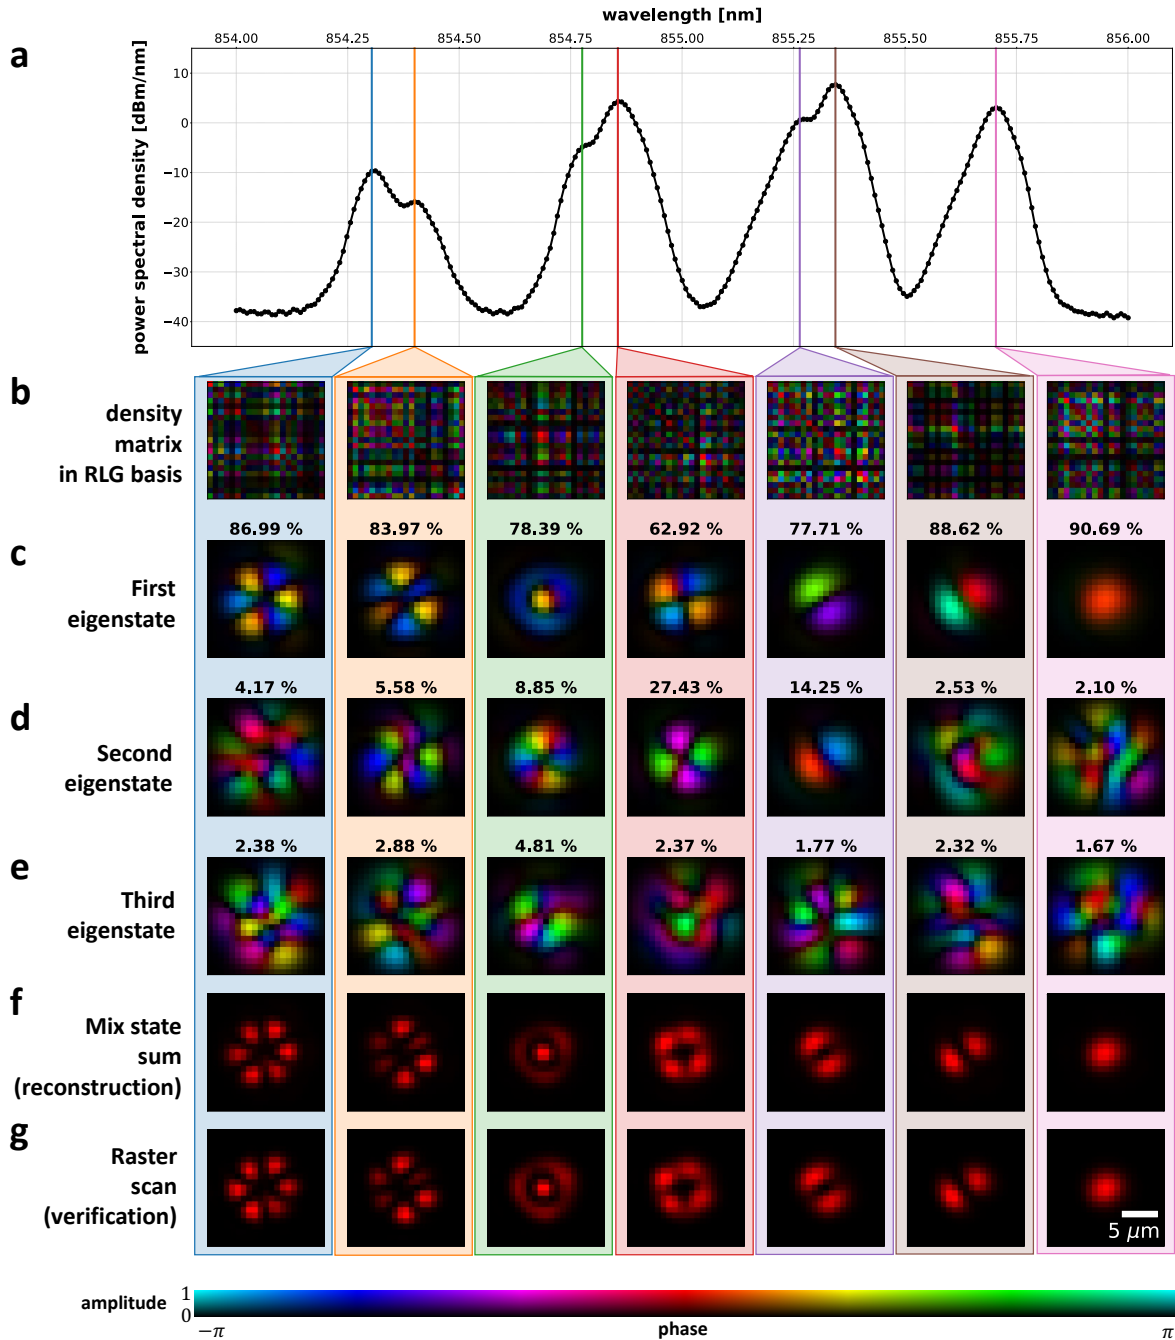 wavelength [nm]
a
854.00 854.25 854.50 854.75 855.00 855.25 855.50 855.75 856.00
power spectral density [dBm/nm]
10
0
−10
−20
−30
−40
b
density
matrix
in RLG basis
86.99 % 83.97 % 78.39 % 62.92 % 77.71 % 88.62 % 90.69 %
c
First
eigenstate
4.17 % 5.58 % 8.85 % 27.43 % 14.25 % 2.53 % 2.10 %
d
Second
eigenstate
2.38 % 2.88 % 4.81 % 2.37 % 1.77 % 2.32 % 1.67 %
e
Third
eigenstate
f
Mix state
sum
(reconstruction)
g
Raster
scan
(verification)
5 μm
amplitude
1
0
−π
phase
π